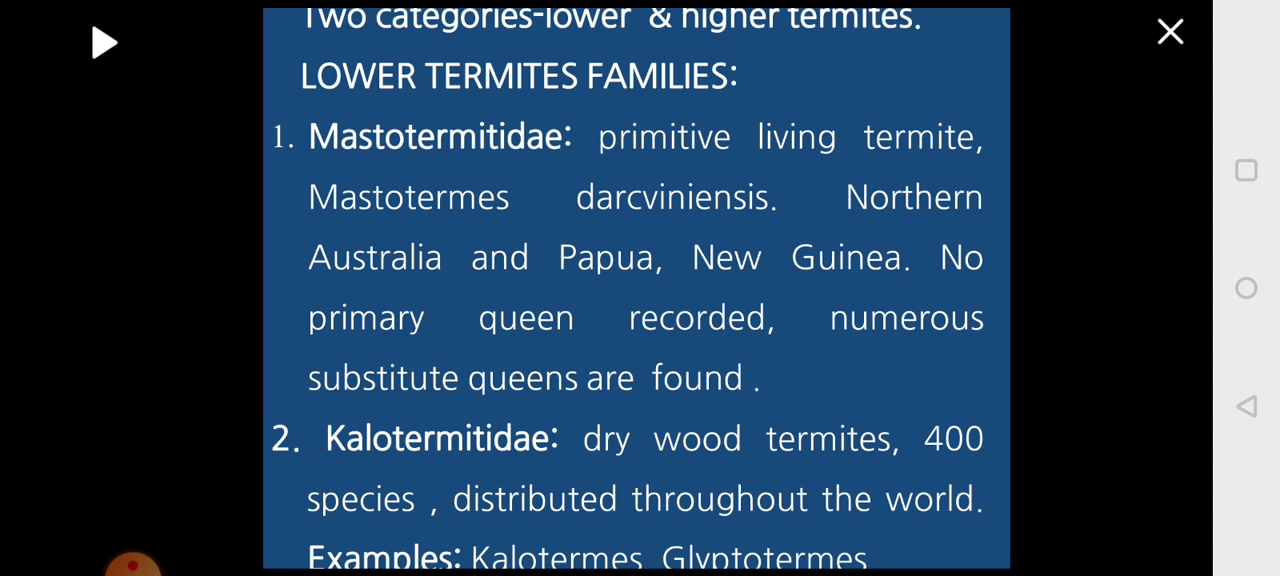 Two categories-lower & higher termites.
LOWER TERMITES FAMILIES:
1. Mastotermitidae: primitive living termite,
Mastotermes darcviniensis. Northern
Australia and Papua, New Guinea. No
primary queen recorded, numerous
substitute queens are found .
2. Kalotermitidae: dry wood termites, 400
species , distributed throughout the world.
Examples: Kalotermes Glyptotermes